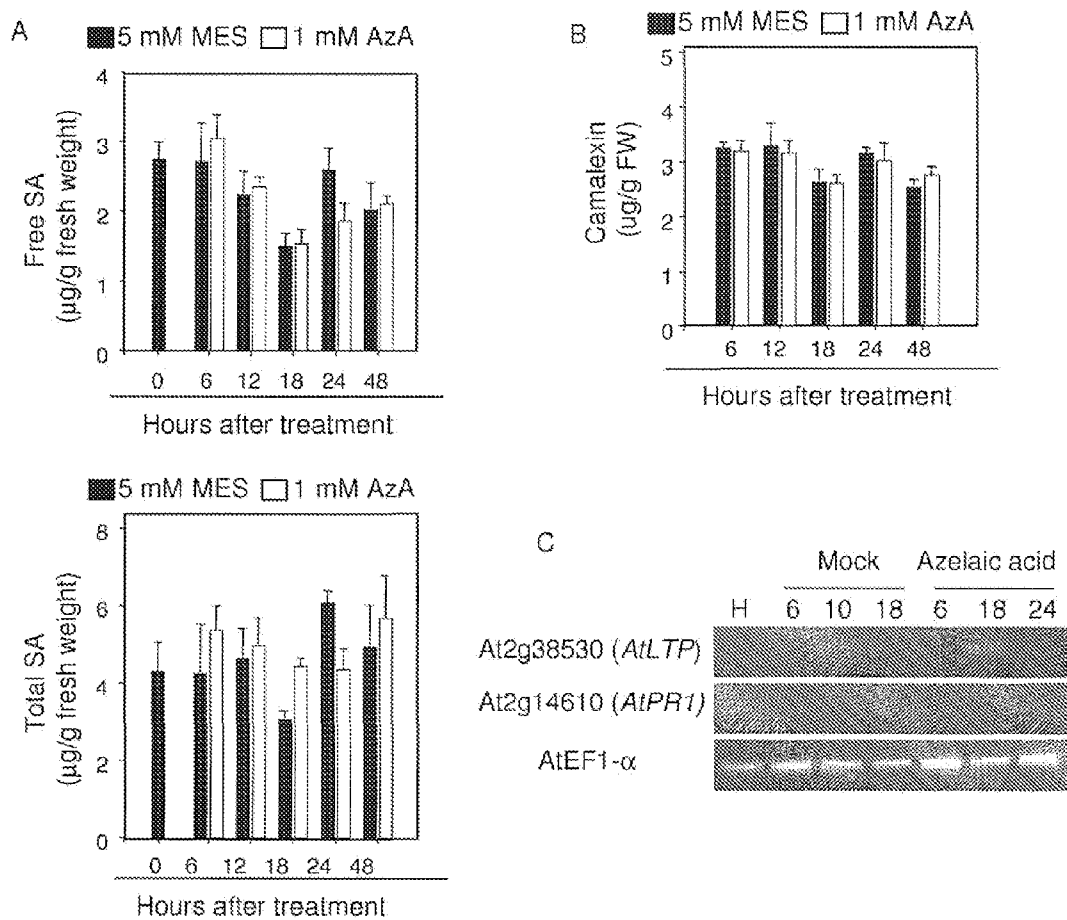 A
5 mM MES 1 mM AzA
4
3
2
1
0
Free SA
(µg/g fresh weight)
0 6 12 18 24 48
Hours after treatment
B
5 mM MES 1 mM AzA
5
4
3
2
1
0
Camalexin
(ug/g FW)
6 12 18 24 48
Hours after treatment
5 mM MES 1 mM AzA
8
6
4
2
0
Total SA
(µg/g fresh weight)
0 6 12 18 24 48
Hours after treatment
C
Mock Azelaic acid
H 6 10 18 6 18 24
At2g38530 (AtLTP)
At2g14610 (AtPR1)
AtEF1-α